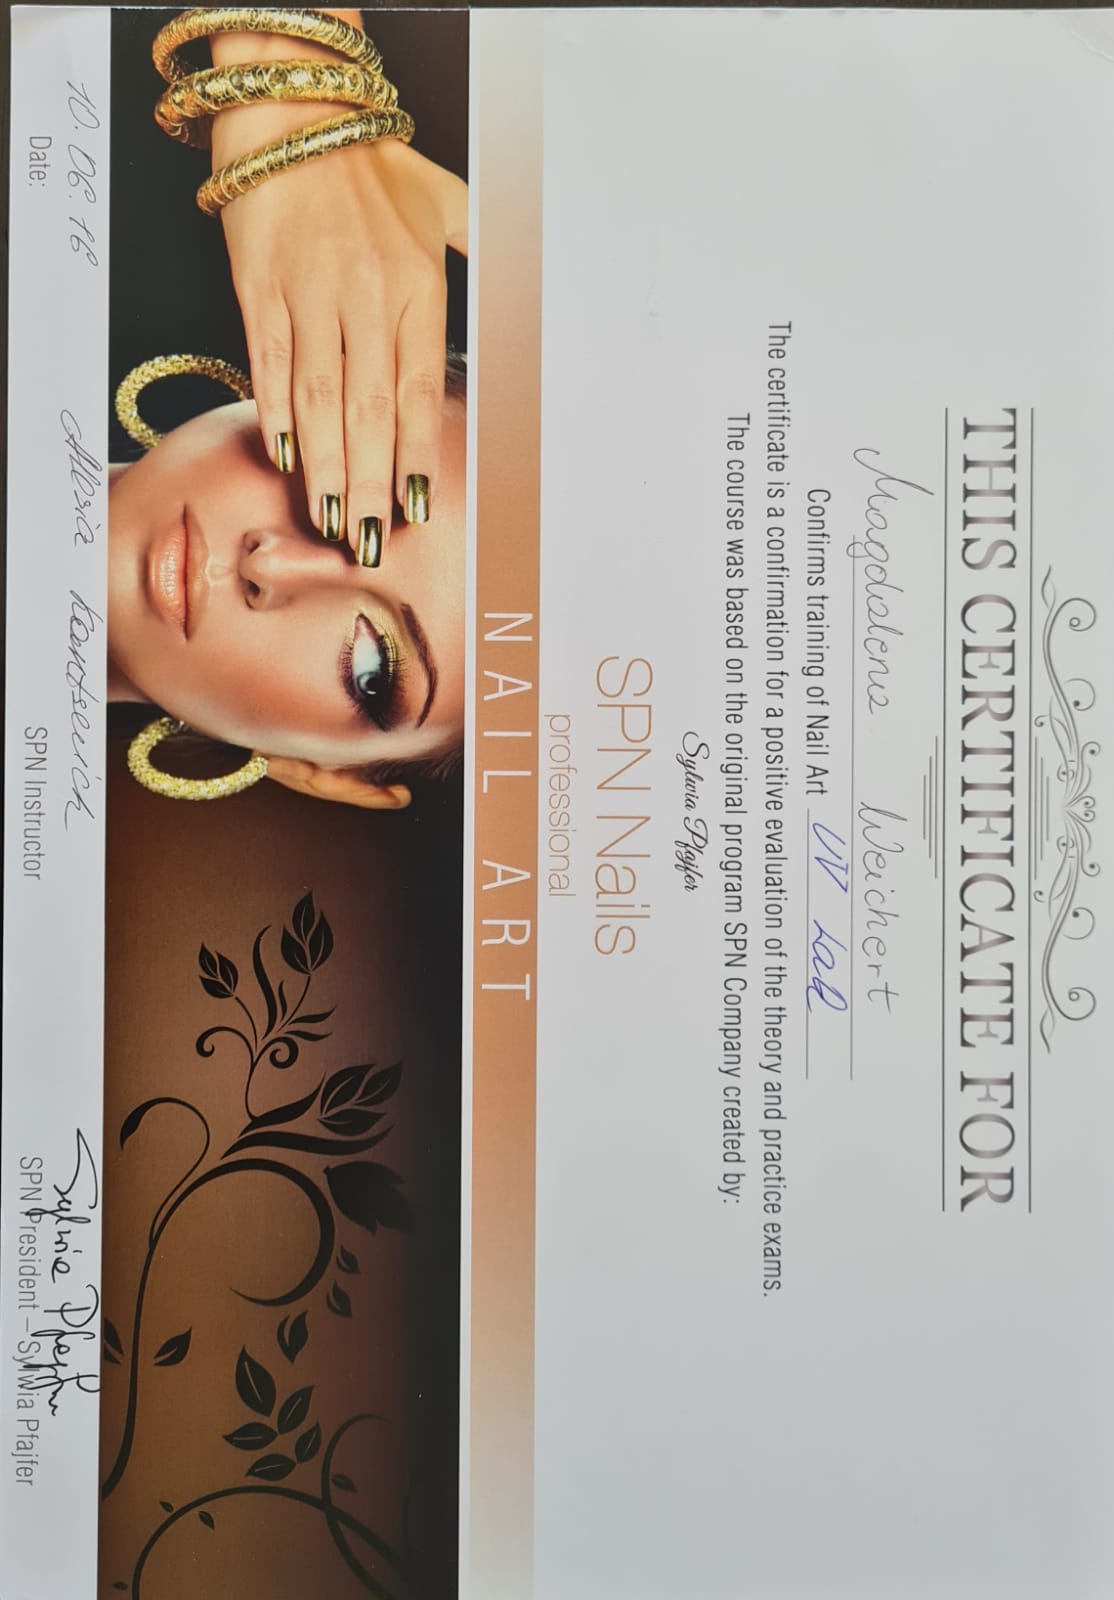 THIS CERTIFICATE FOR
Magdalena Weichert
Confirms training of Nail Art UV LaQ
The certificate is a confirmation for a positive evaluation of the theory and practice exams.
The course was based on the original program SPN Company created by:
Sylwia Pfajfer
SPN Nails
professional
NAIL ART
10.06.16 Alesia Kantsevich Sylwia Pfajfer
Date: SPN Instructor SPN President – Sylwia Pfajfer